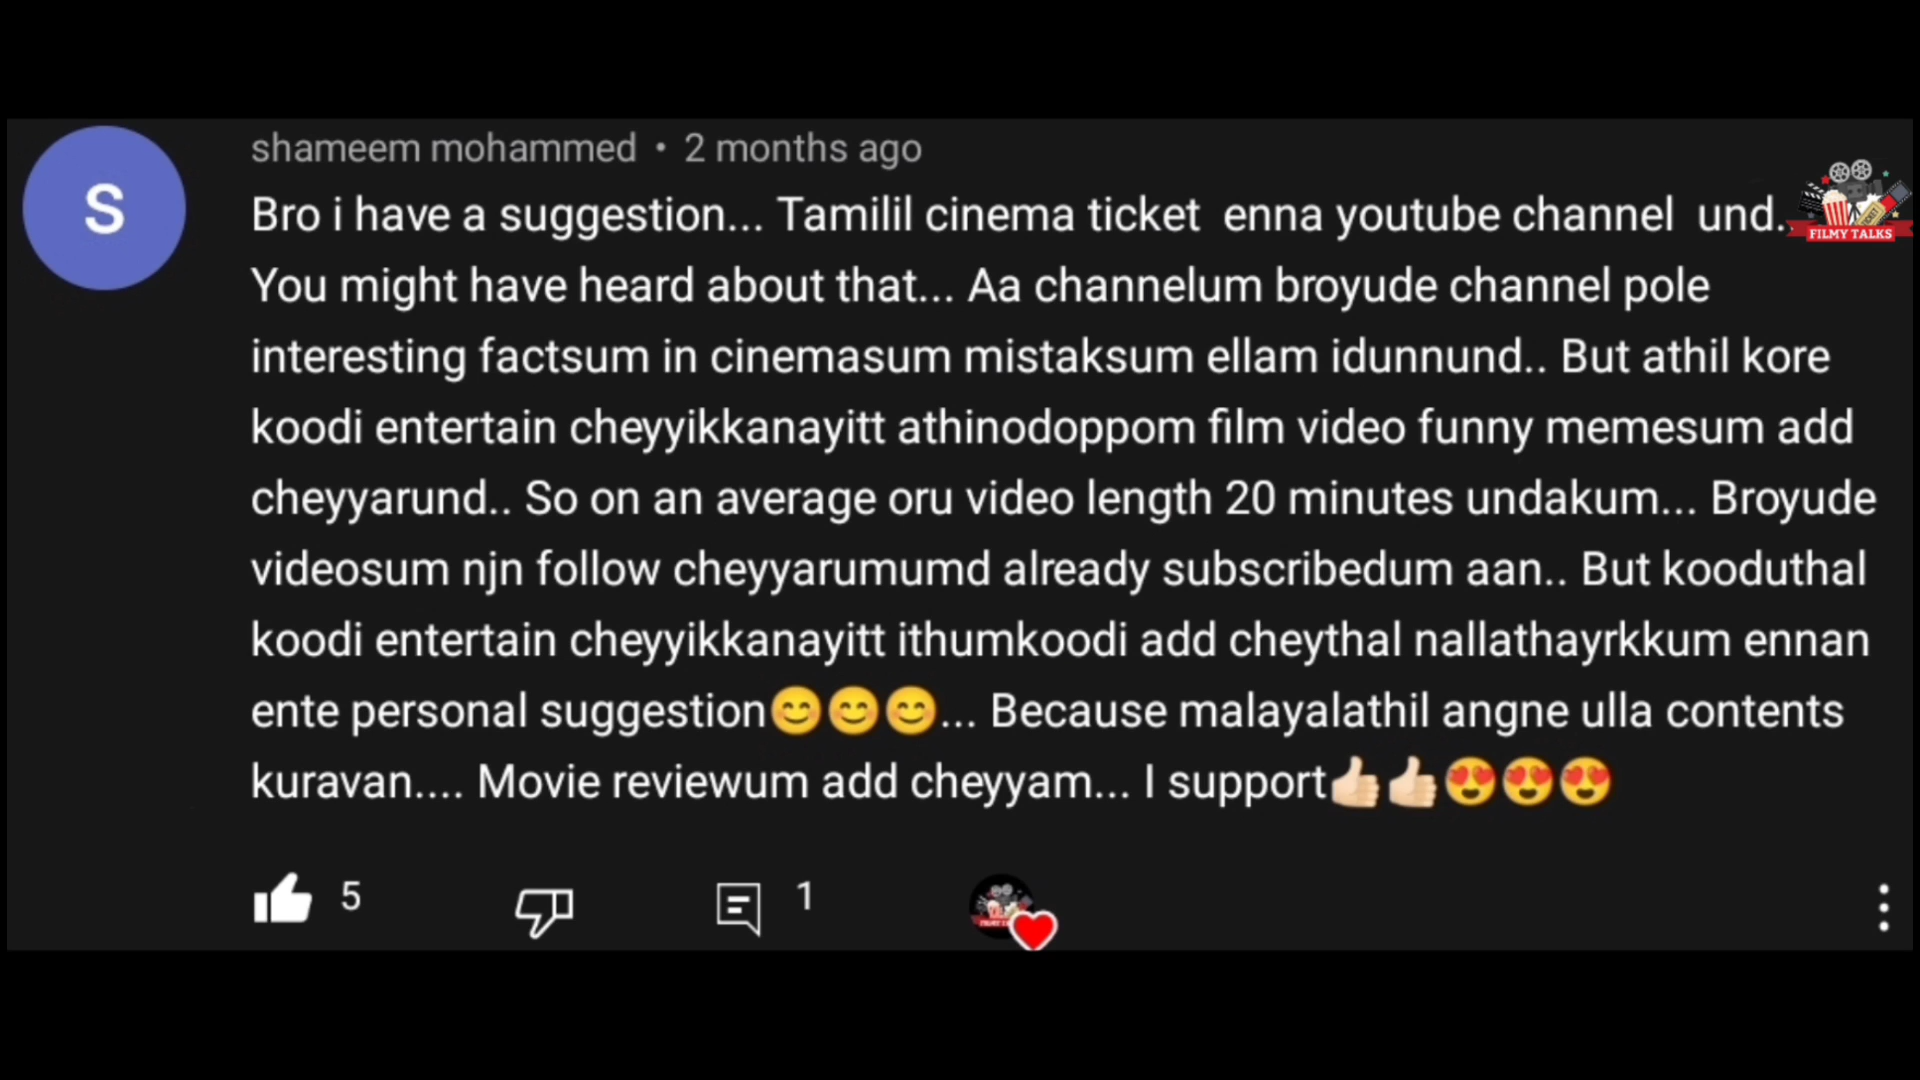 S
shameem mohammed • 2 months ago
Bro i have a suggestion... Tamilil cinema ticket enna youtube channel und..
FILMY TALKS
You might have heard about that... Aa channelum broyude channel pole
interesting factsum in cinemasum mistaksum ellam idunnund.. But athil kore
koodi entertain cheyyikkanayitt athinodoppom film video funny memesum add
cheyyarund.. So on an average oru video length 20 minutes undakum... Broyude
videosum njn follow cheyyarumumd already subscribedum aan.. But kooduthal
koodi entertain cheyyikkanayitt ithumkoodi add cheythal nallathayrkkum ennan
ente personal suggestion😊😊😊... Because malayalathil angne ulla contents
kuravan.... Movie reviewum add cheyyam... I support👍🏻👍🏻😍😍😍
5 1